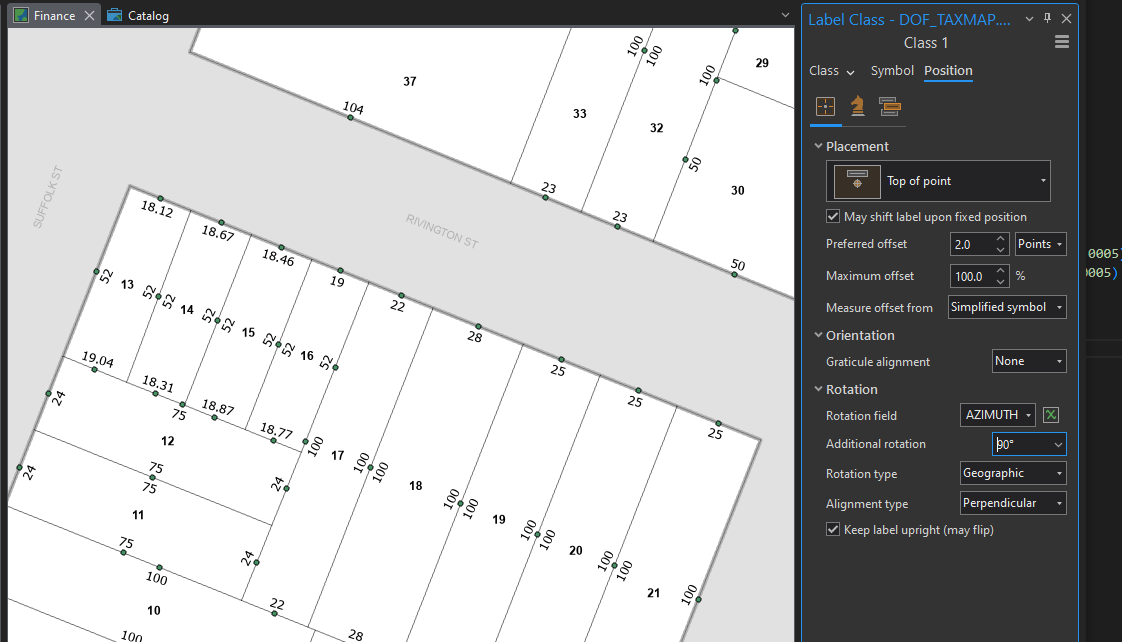 Finance
Catalog
SUFFOLK ST
RIVINGTON ST
37
104
100
100
29
100
33
32
50
30
23
23
50
18.12
18.67
18.46
19
22
28
25
25
25
52
13
52
52
14
52
52
15
52
52
16
52
19.04
18.31
75
18.87
18.77
24
12
100
17
100
100
18
100
100
19
100
100
20
100
100
21
100
24
75
75
24
11
24
75
100
22
10
100
28
Label Class - DOF_TAXMAP....
Class 1
Class
Symbol
Position
Placement
Top of point
May shift label upon fixed position
Preferred offset
2.0
Points
Maximum offset
100.0
%
Measure offset from
Simplified symbol
Orientation
Graticule alignment
None
Rotation
Rotation field
AZIMUTH
Additional rotation
90°
Rotation type
Geographic
Alignment type
Perpendicular
Keep label upright (may flip)
0005)
0005)